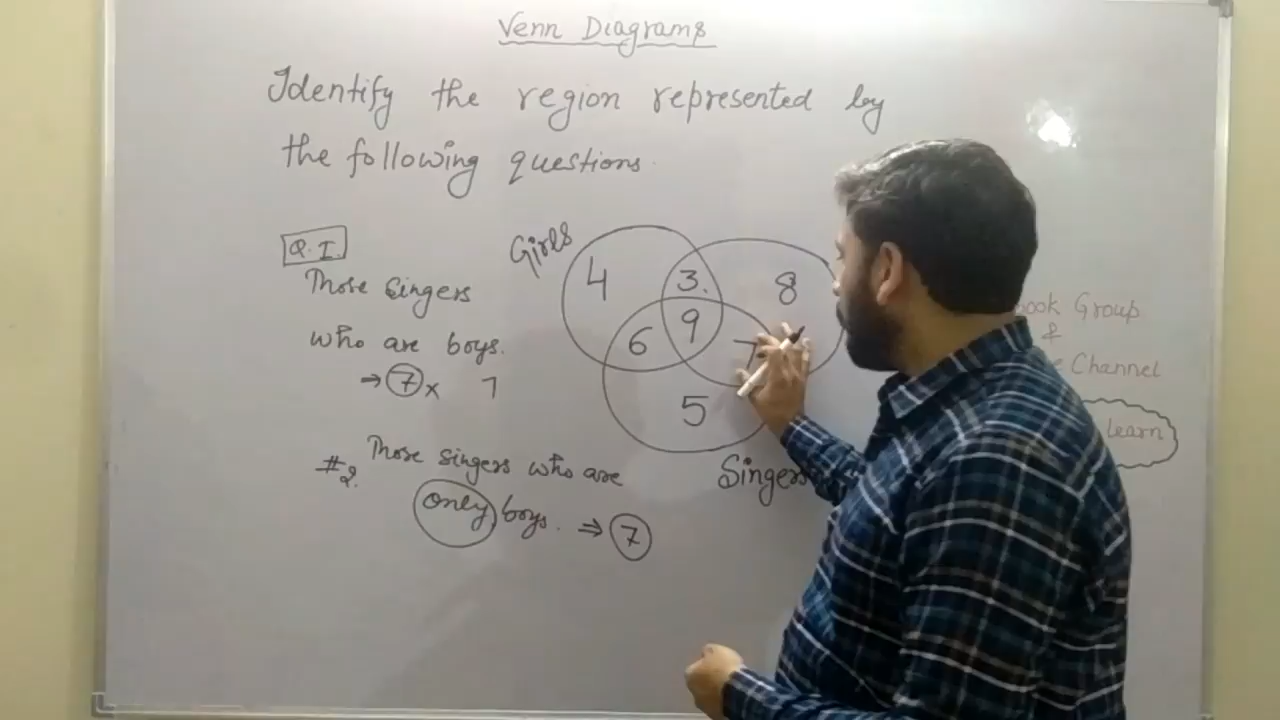 Venn Diagrams
Identify the region represented by
the following questions.
Q.I.
Those Singers
who are boys.
⇒ 7 x 7
#2. Those singers who are
only boys. ⇒ 7
Girls
4 3. 8
6 9 7
5
Singers
Group
&
Channel
learn